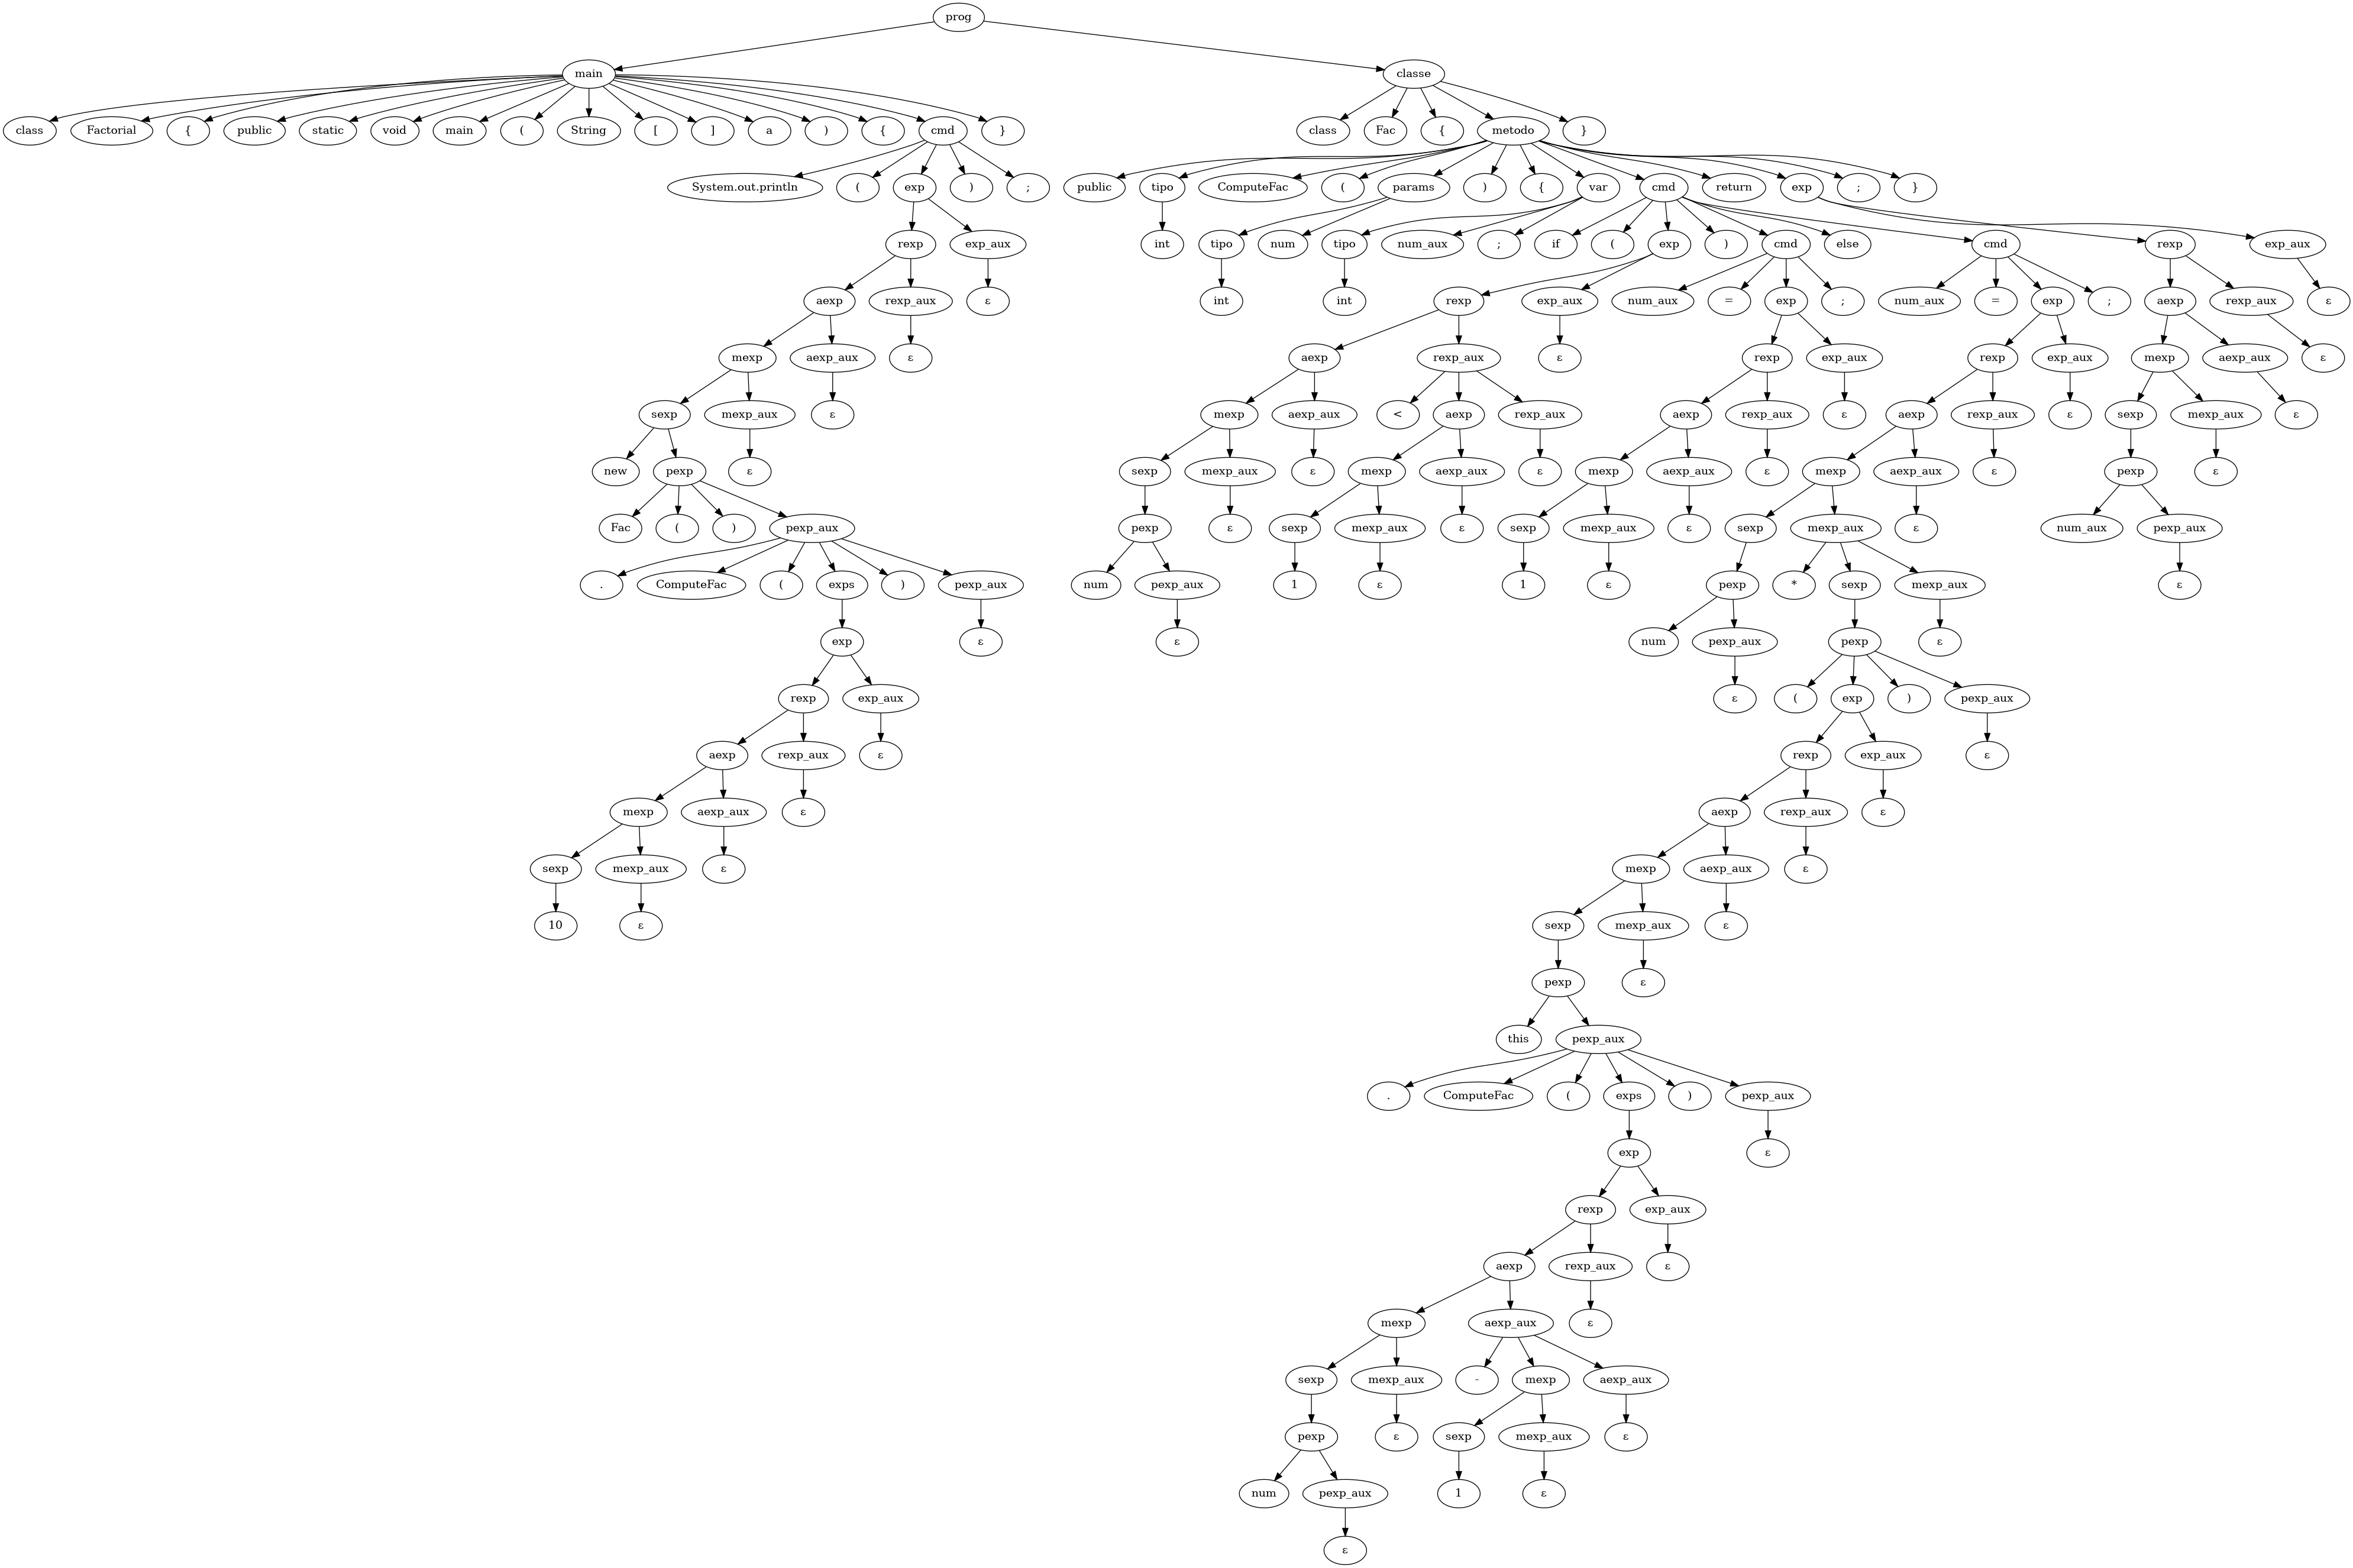 prog
main classe
class Factorial { public static void main ( String [ ] a ) { cmd } class Fac { metodo }
System.out.println ( exp ) ; public tipo ComputeFac ( params ) { var cmd return exp ; }
rexp exp_aux int tipo num tipo num_aux ; if ( exp ) cmd else cmd rexp exp_aux
aexp rexp_aux ε int int rexp exp_aux num_aux = exp ; num_aux = exp ; aexp rexp_aux ε
mexp aexp_aux ε aexp rexp_aux ε rexp exp_aux rexp exp_aux mexp aexp_aux ε
sexp mexp_aux ε mexp aexp_aux < aexp rexp_aux aexp rexp_aux ε aexp rexp_aux ε sexp mexp_aux ε
new pexp ε sexp mexp_aux ε mexp aexp_aux ε mexp aexp_aux ε mexp aexp_aux ε pexp ε
Fac ( ) pexp_aux pexp ε sexp mexp_aux ε sexp mexp_aux ε sexp mexp_aux ε num_aux pexp_aux
. ComputeFac ( exps ) pexp_aux num pexp_aux 1 ε 1 ε pexp * sexp mexp_aux ε
exp ε ε num pexp_aux pexp ε
rexp exp_aux ε ( exp ) pexp_aux
aexp rexp_aux ε rexp exp_aux ε
mexp aexp_aux ε aexp rexp_aux ε
sexp mexp_aux ε mexp aexp_aux ε
10 ε sexp mexp_aux ε
pexp ε
this pexp_aux
. ComputeFac ( exps ) pexp_aux
exp ε
rexp exp_aux
aexp rexp_aux ε
mexp aexp_aux ε
sexp mexp_aux - mexp aexp_aux
pexp ε sexp mexp_aux ε
num pexp_aux 1 ε
ε